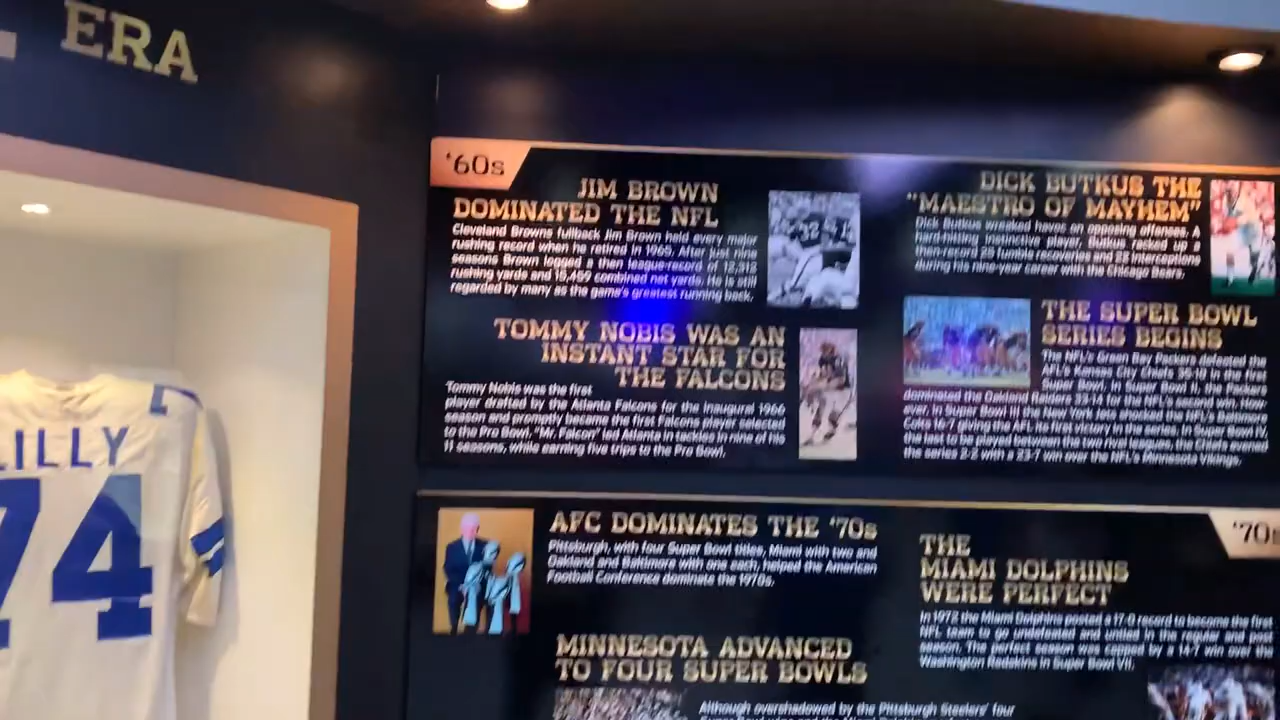 ERA
LILLY
74
'60s
JIM BROWN
DOMINATED THE NFL
Cleveland Browns fullback Jim Brown held every major
rushing record when he retired in 1965. After just nine
seasons Brown logged a then league-record of 12,312
rushing yards and 15,459 combined net yards. He is still
regarded by many as the game's greatest running back.
TOMMY NOBIS WAS AN
INSTANT STAR FOR
THE FALCONS
Tommy Nobis was the first
player drafted by the Atlanta Falcons for the inaugural 1966
season and promptly became the first Falcons player selected
to the Pro Bowl. "Mr. Falcon" led Atlanta in tackles in nine of his
11 seasons, while earning five trips to the Pro Bowl.
DICK BUTKUS THE
"MAESTRO OF MAYHEM"
Dick Butkus wreaked havoc on opposing offenses. A
hard-hitting instinctive player, Butkus racked up a
then-record 25 fumble recoveries and 22 interceptions
during his nine-year career with the Chicago Bears.
THE SUPER BOWL
SERIES BEGINS
The NFL's Green Bay Packers defeated the
AFL's Kansas City Chiefs 35-10 in the first
Super Bowl. In Super Bowl II, the Packers
dominated the Oakland Raiders 33-14 for the NFL's second win. How-
ever, in Super Bowl III the New York Jets shocked the NFL's Baltimore
Colts 16-7 giving the AFL its first victory in the series. In Super Bowl IV,
the last to be played between the two rival leagues, the Chiefs evened
the series 2-2 with a 23-7 win over the NFL's Minnesota Vikings.
'70s
AFC DOMINATES THE '70s
Pittsburgh, with four Super Bowl titles, Miami with two and
Oakland and Baltimore with one each, helped the American
Football Conference dominate the 1970s.
MINNESOTA ADVANCED
TO FOUR SUPER BOWLS
Although overshadowed by the Pittsburgh Steelers' four
THE
MIAMI DOLPHINS
WERE PERFECT
In 1972 the Miami Dolphins posted a 17-0 record to become the first
NFL team to go undefeated and untied in the regular and post
season. The perfect season was capped by a 14-7 win over the
Washington Redskins in Super Bowl VII.